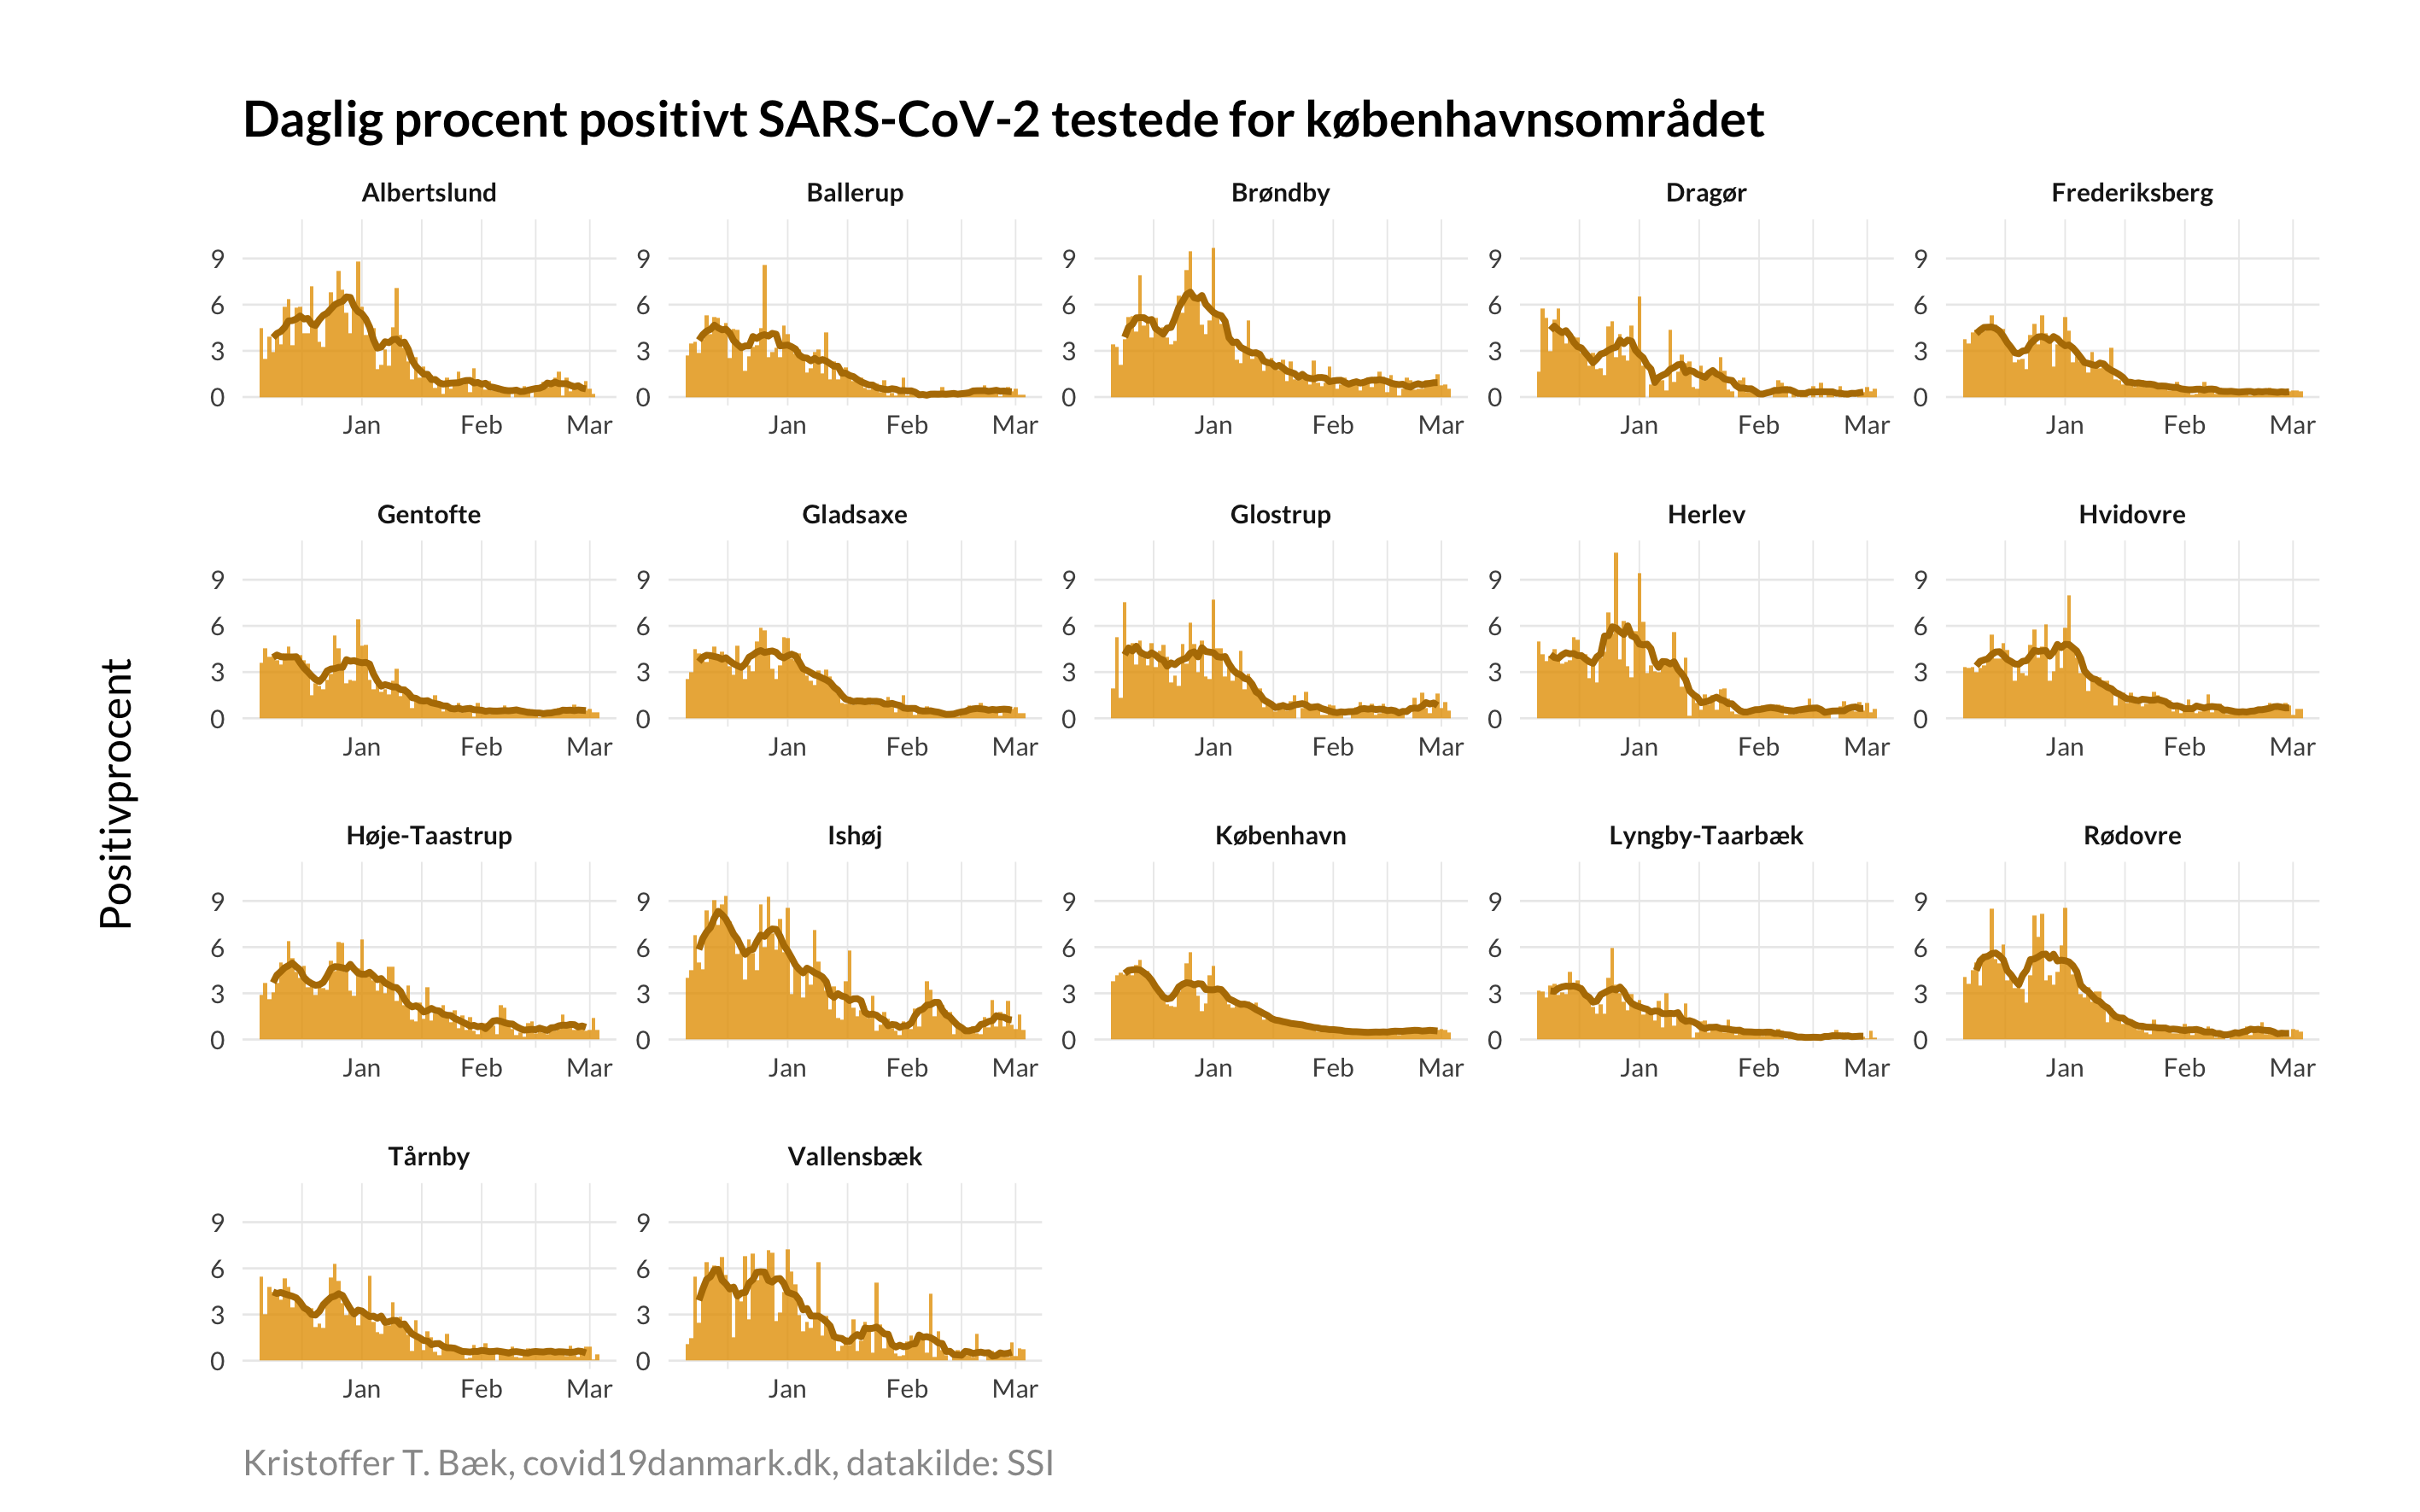 Daglig procent positivt SARS-CoV-2 testede for københavnsområdet
Positivprocent
Albertslund Ballerup Brøndby Dragør Frederiksberg
9 9 9 9 9
6 6 6 6 6
3 3 3 3 3
0 0 0 0 0
Jan Feb Mar Jan Feb Mar Jan Feb Mar Jan Feb Mar Jan Feb Mar
Gentofte Gladsaxe Glostrup Herlev Hvidovre
9 9 9 9 9
6 6 6 6 6
3 3 3 3 3
0 0 0 0 0
Jan Feb Mar Jan Feb Mar Jan Feb Mar Jan Feb Mar Jan Feb Mar
Høje-Taastrup Ishøj København Lyngby-Taarbæk Rødovre
9 9 9 9 9
6 6 6 6 6
3 3 3 3 3
0 0 0 0 0
Jan Feb Mar Jan Feb Mar Jan Feb Mar Jan Feb Mar Jan Feb Mar
Tårnby Vallensbæk
9 9
6 6
3 3
0 0
Jan Feb Mar Jan Feb Mar
Kristoffer T. Bæk, covid19danmark.dk, datakilde: SSI